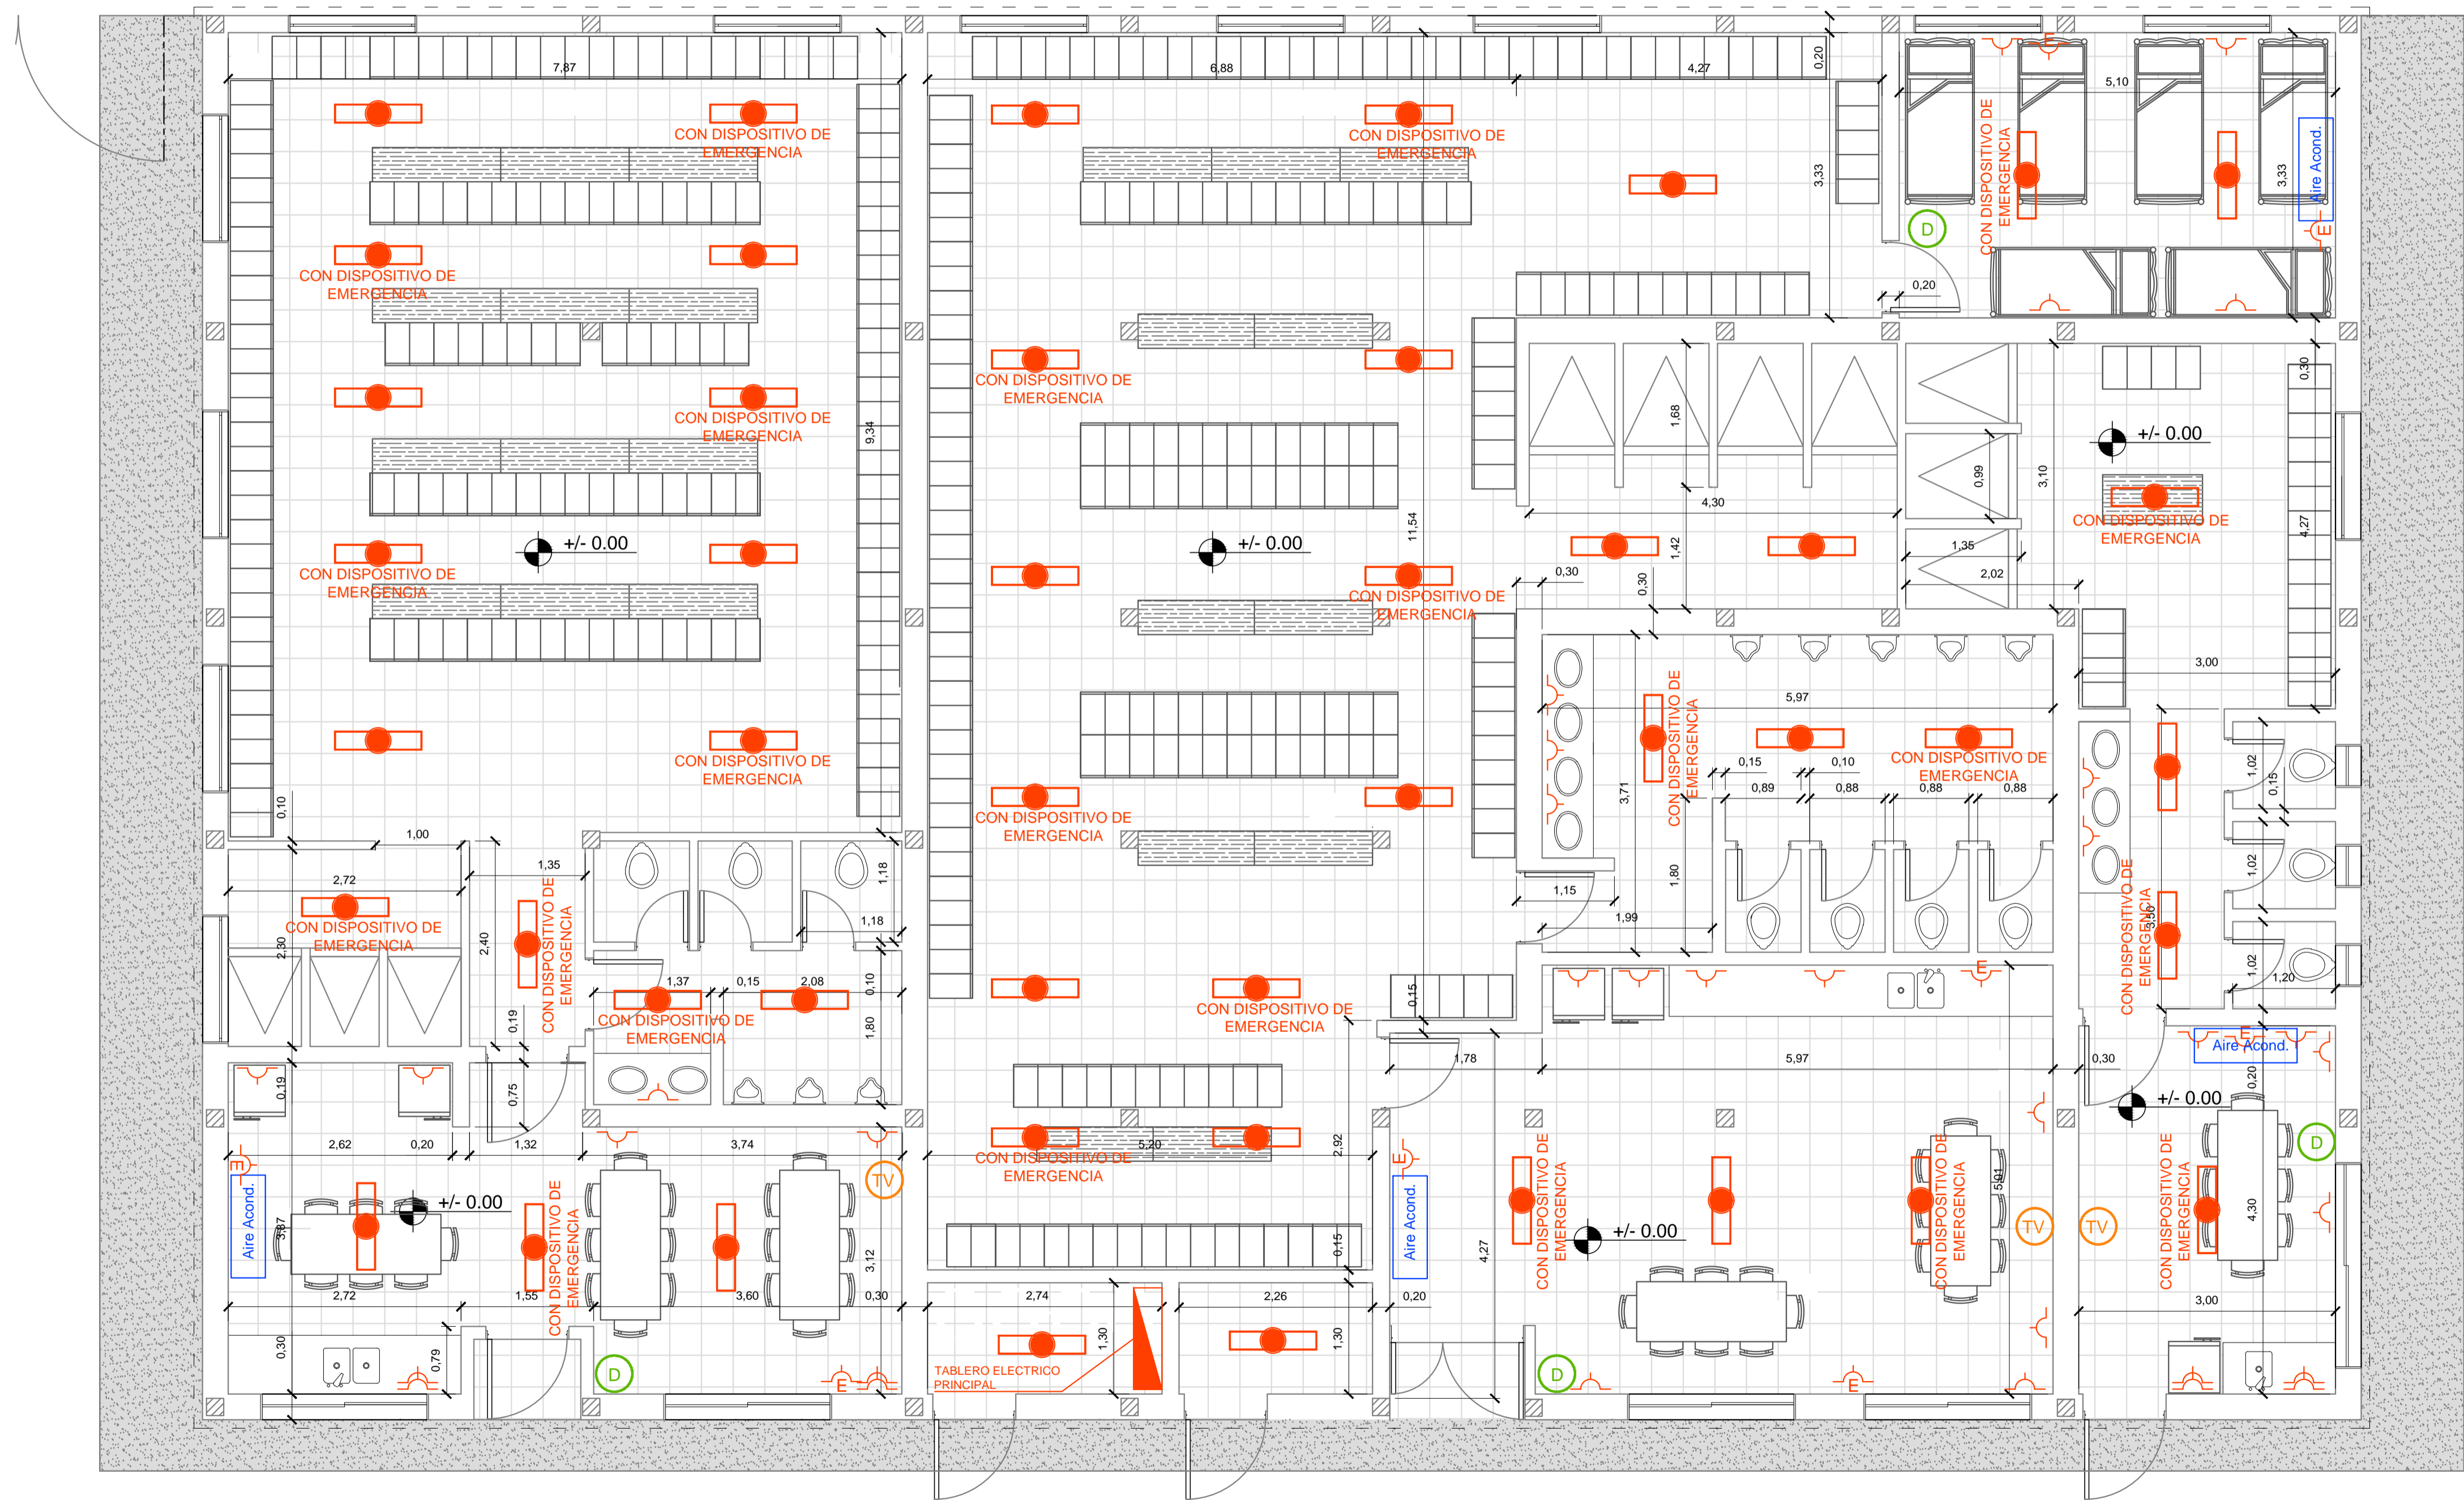 7,87
6,88
4,27
0,20
5,10
CON DISPOSITIVO DE
EMERGENCIA
CON DISPOSITIVO DE
EMERGENCIA
CON DISPOSITIVO DE
EMERGENCIA
E
3,33
3,33
Aire Acond.
D
E
CON DISPOSITIVO DE
EMERGENCIA
0,20
CON DISPOSITIVO DE
EMERGENCIA
0,30
CON DISPOSITIVO DE
EMERGENCIA
9,34
1,68
0,99
3,10
+/- 0.00
4,30
11,54
CON DISPOSITIVO DE
EMERGENCIA
4,27
+/- 0.00
+/- 0.00
1,42
1,35
CON DISPOSITIVO DE
EMERGENCIA
0,30
0,30
2,02
CON DISPOSITIVO DE
EMERGENCIA
3,00
5,97
CON DISPOSITIVO DE
EMERGENCIA
CON DISPOSITIVO DE
EMERGENCIA
CON DISPOSITIVO DE
EMERGENCIA
0,15
0,10
1,02
0,15
3,71
0,89
0,88
0,88
0,88
0,10
CON DISPOSITIVO DE
EMERGENCIA
1,00
1,35
1,18
2,72
1,80
1,15
1,02
CON DISPOSITIVO DE
EMERGENCIA
CON DISPOSITIVO DE
EMERGENCIA
1,18
1,99
CON DISPOSITIVO DE
EMERGENCIA
3,50
2,30
2,40
1,02
1,20
1,37
0,15
2,08
0,10
0,15
E
CON DISPOSITIVO DE
EMERGENCIA
CON DISPOSITIVO DE
EMERGENCIA
0,19
1,80
E
Aire Acond.
1,78
5,97
0,30
0,19
0,75
0,20
+/- 0.00
2,62
0,20
1,32
3,74
5,20
2,92
D
E
CON DISPOSITIVO DE
EMERGENCIA
E
TV
Aire Acond.
3,87
+/- 0.00
CON DISPOSITIVO DE
EMERGENCIA
Aire Acond.
CON DISPOSITIVO DE
EMERGENCIA
CON DISPOSITIVO DE
EMERGENCIA
5,01
CON DISPOSITIVO DE
EMERGENCIA
4,30
3,12
4,27
+/- 0.00
TV
TV
0,15
2,72
1,55
3,60
0,30
2,74
2,26
0,20
3,00
0,30
0,79
1,30
1,30
D
E
TABLERO ELECTRICO
PRINCIPAL
D
E